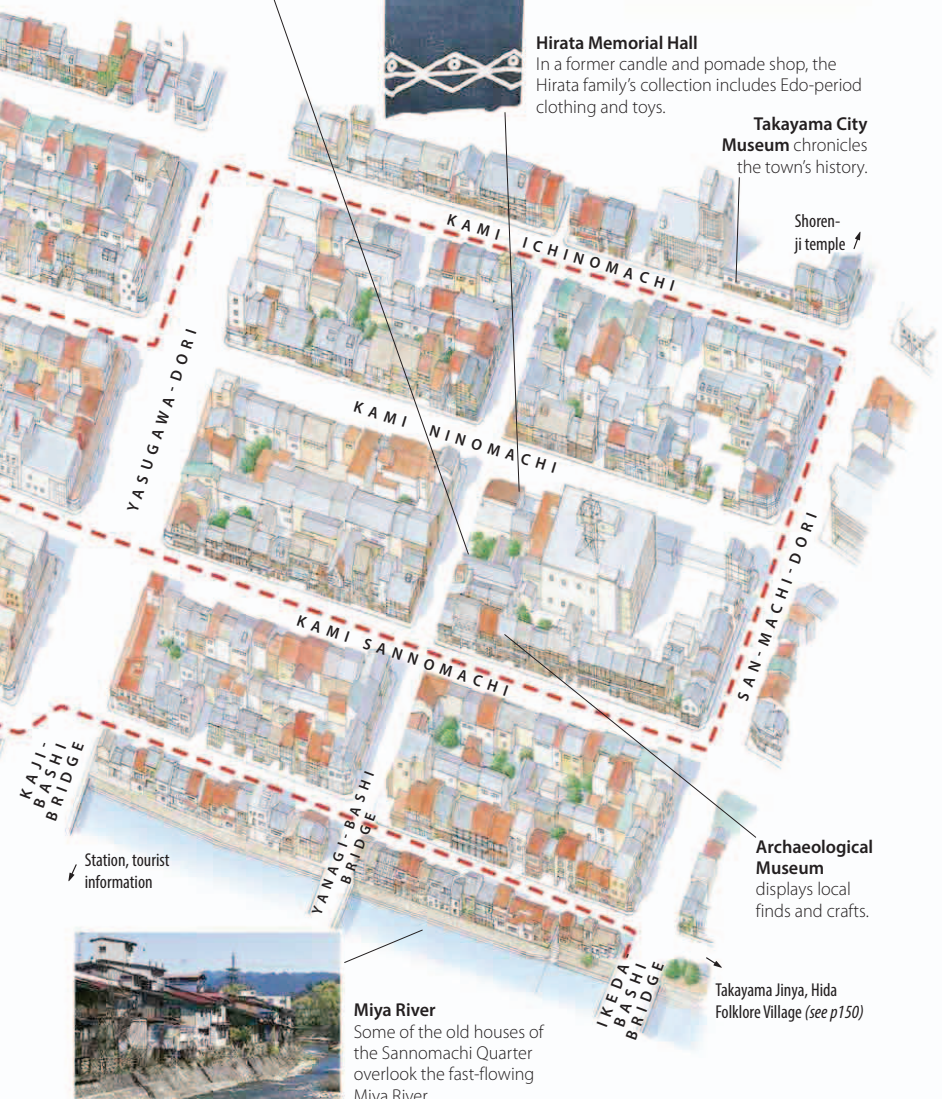 Hirata Memorial Hall
In a former candle and pomade shop, the
Hirata family's collection includes Edo-period
clothing and toys.
Takayama City
Museum chronicles
the town's history.
Shoren-
ji temple
KAMI ICHINOMACHI
YASUGAWA-DORI
KAMI NINOMACHI
SAN-MACHI-DORI
KAMI SANNOMACHI
KAJI-
BASHI
BRIDGE
YANAGI-BASHI
BRIDGE
Station, tourist
information
Archaeological
Museum
displays local
finds and crafts.
IKEDA
BASHI
BRIDGE
Takayama Jinya, Hida
Folklore Village (see p150)
Miya River
Some of the old houses of
the Sannomachi Quarter
overlook the fast-flowing
Miya River